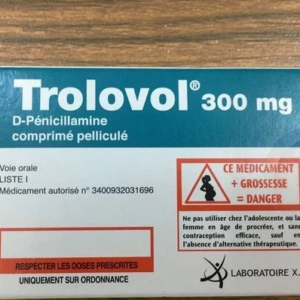 Trolovol® 300 mg
D-Pénicillamine
comprimé pelliculé
Voie orale
LISTE I
Médicament autorisé n° 3400932031696
CE MÉDICAMENT
+ GROSSESSE
= DANGER
Ne pas utiliser chez l'adolescente ou la
femme en âge de procréer, et sans
contraception efficace, sauf en
l'absence d'alternative thérapeutique.
RESPECTER LES DOSES PRESCRITES
UNIQUEMENT SUR ORDONNANCE
LABORATOIRE X